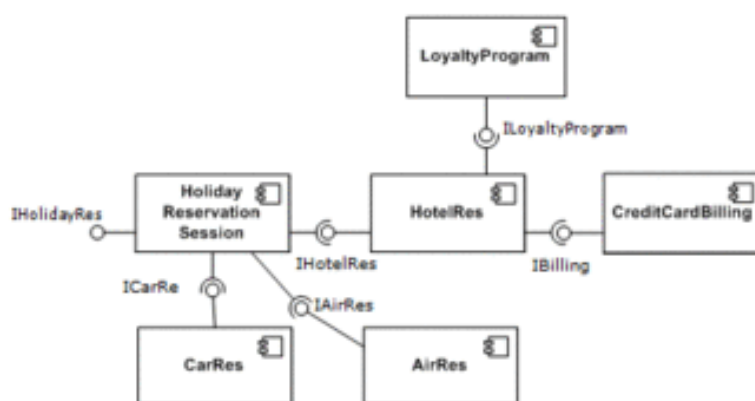 LoyaltyProgram
ILoyaltyProgram
Holiday
Reservation
Session
IHolidayRes
HotelRes
CreditCardBilling
IHotelRes
IBilling
ICarRe
IAirRes
CarRes
AirRes